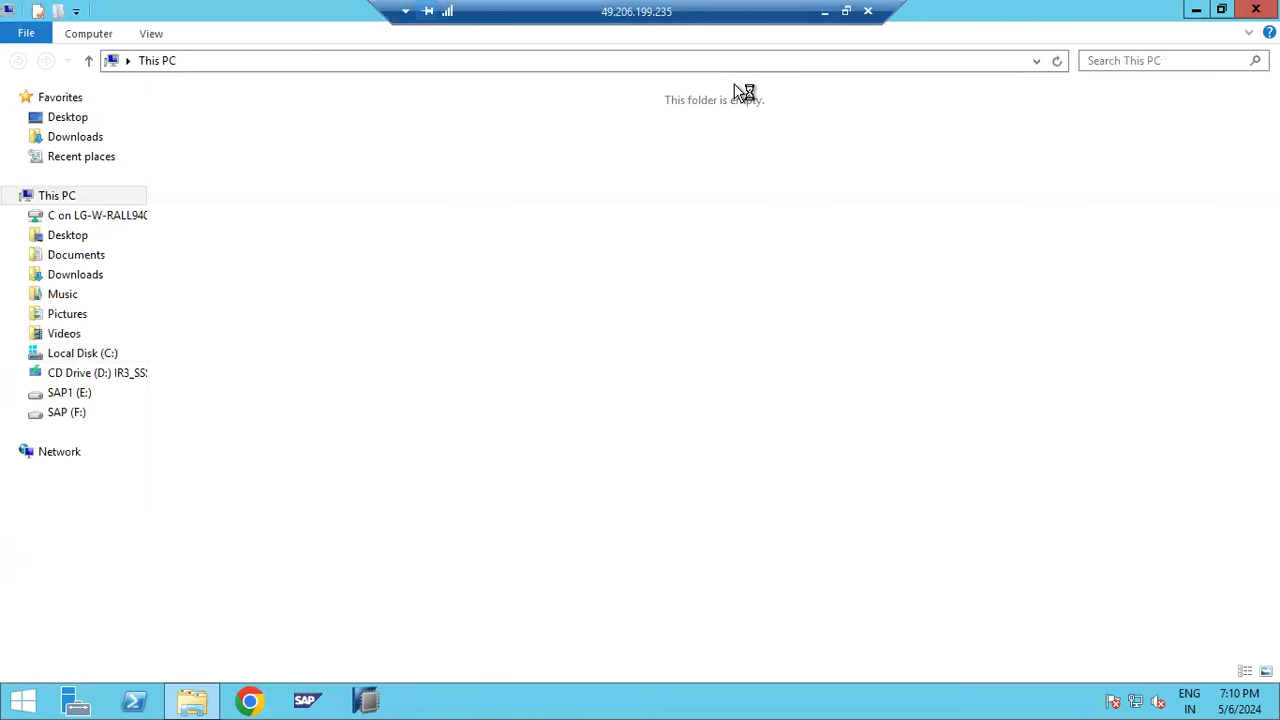 49.206.199.235
File
Computer
View
This PC
Search This PC
This folder is empty.
Favorites
Desktop
Downloads
Recent places
This PC
C on LG-W-RALL940
Desktop
Documents
Downloads
Music
Pictures
Videos
Local Disk (C:)
CD Drive (D:) IR3_SS
SAP1 (E:)
SAP (F:)
Network
SAP
ENG
IN
7:10 PM
5/6/2024